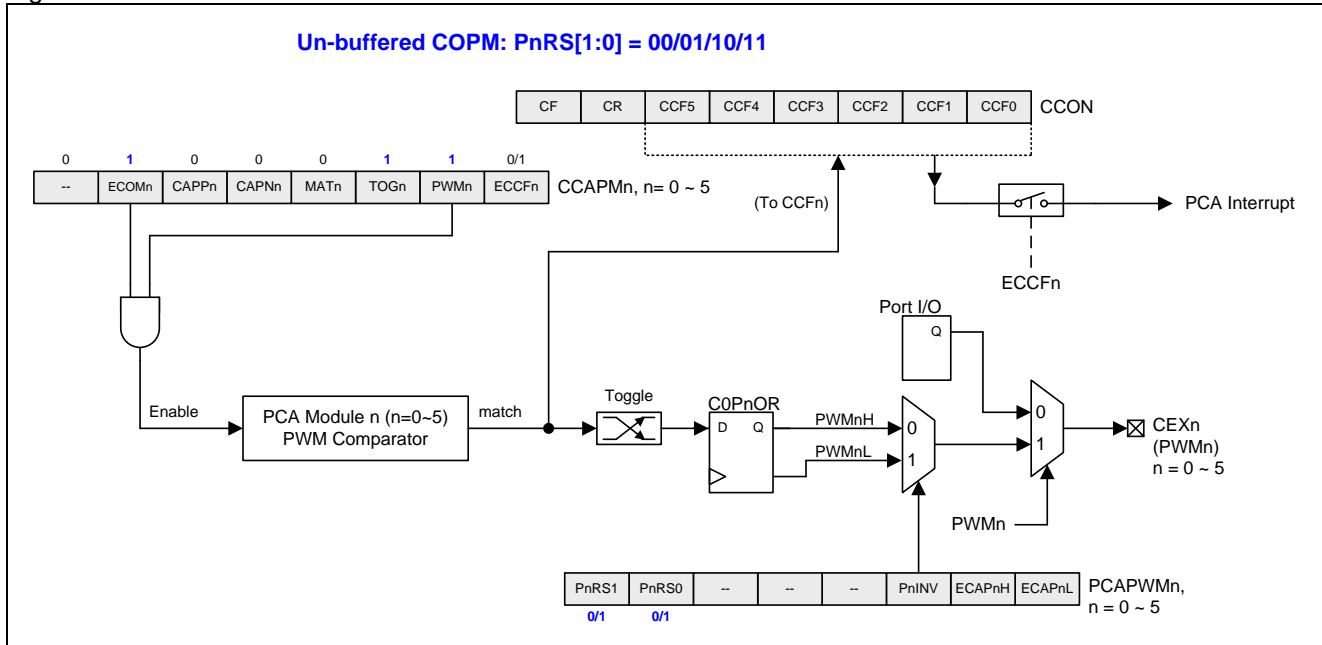 Un-buffered COPM: PnRS[1:0] = 00/01/10/11
CF CR CCF5 CCF4 CCF3 CCF2 CCF1 CCF0 CCON
0 1 0 0 0 1 1 0/1
-- ECOMn CAPPn CAPNn MATn TOGn PWMn ECCFn CCAPMn, n= 0 ~ 5
(To CCFn)
PCA Interrupt
ECCFn
Port I/O
Q
Enable
PCA Module n (n=0~5)
PWM Comparator
match
Toggle
C0PnOR
D Q
PWMnH
PWMnL
0
1
0
1
CEXn
(PWMn)
n = 0 ~ 5
PWMn
PnRS1 PnRS0 -- -- -- PnINV ECAPnH ECAPnL PCAPWMn,
n = 0 ~ 5
0/1 0/1